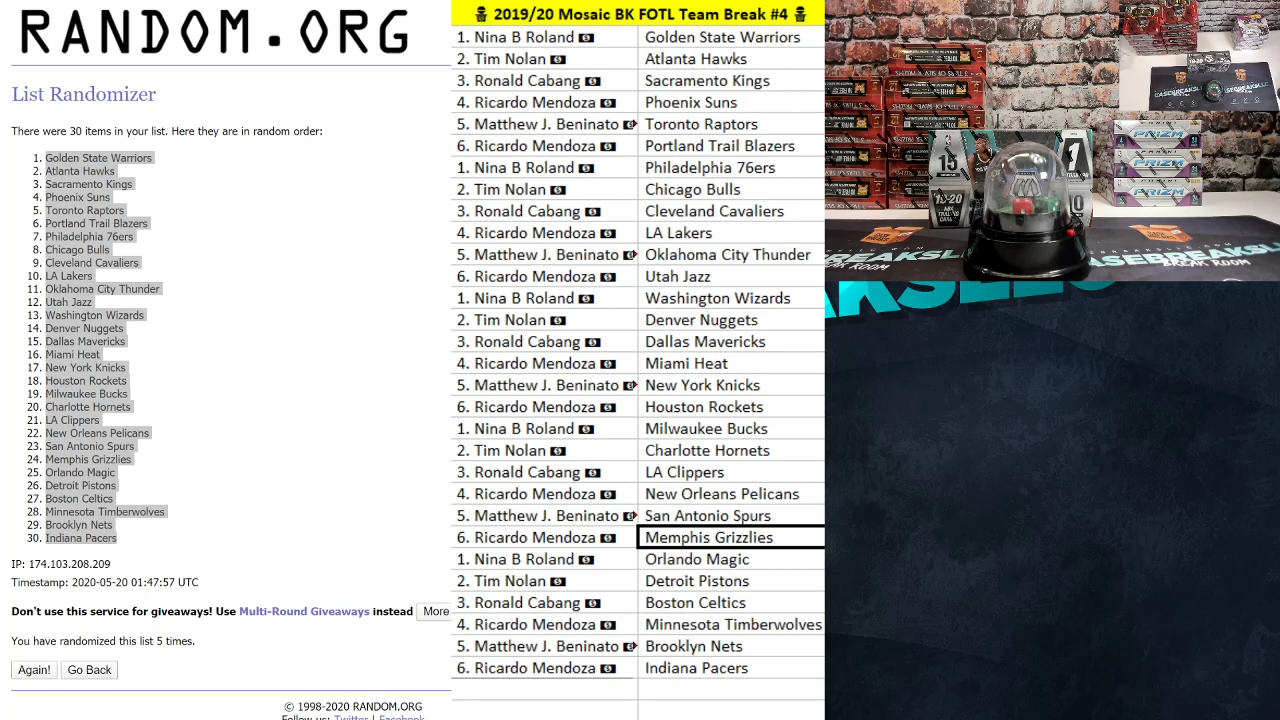 RANDOM.ORG
List Randomizer
There were 30 items in your list. Here they are in random order:
1. Golden State Warriors
2. Atlanta Hawks
3. Sacramento Kings
4. Phoenix Suns
5. Toronto Raptors
6. Portland Trail Blazers
7. Philadelphia 76ers
8. Chicago Bulls
9. Cleveland Cavaliers
10. LA Lakers
11. Oklahoma City Thunder
12. Utah Jazz
13. Washington Wizards
14. Denver Nuggets
15. Dallas Mavericks
16. Miami Heat
17. New York Knicks
18. Houston Rockets
19. Milwaukee Bucks
20. Charlotte Hornets
21. LA Clippers
22. New Orleans Pelicans
23. San Antonio Spurs
24. Memphis Grizzlies
25. Orlando Magic
26. Detroit Pistons
27. Boston Celtics
28. Minnesota Timberwolves
29. Brooklyn Nets
30. Indiana Pacers
IP: 174.103.208.209
Timestamp: 2020-05-20 01:47:57 UTC
Don't use this service for giveaways! Use Multi-Round Giveaways instead More
You have randomized this list 5 times.
Again! Go Back
© 1998-2020 RANDOM.ORG
Follow us: Twitter | Facebook
2019/20 Mosaic BK FOTL Team Break #4
1. Nina B Roland Golden State Warriors
2. Tim Nolan Atlanta Hawks
3. Ronald Cabang Sacramento Kings
4. Ricardo Mendoza Phoenix Suns
5. Matthew J. Beninato Toronto Raptors
6. Ricardo Mendoza Portland Trail Blazers
1. Nina B Roland Philadelphia 76ers
2. Tim Nolan Chicago Bulls
3. Ronald Cabang Cleveland Cavaliers
4. Ricardo Mendoza LA Lakers
5. Matthew J. Beninato Oklahoma City Thunder
6. Ricardo Mendoza Utah Jazz
1. Nina B Roland Washington Wizards
2. Tim Nolan Denver Nuggets
3. Ronald Cabang Dallas Mavericks
4. Ricardo Mendoza Miami Heat
5. Matthew J. Beninato New York Knicks
6. Ricardo Mendoza Houston Rockets
1. Nina B Roland Milwaukee Bucks
2. Tim Nolan Charlotte Hornets
3. Ronald Cabang LA Clippers
4. Ricardo Mendoza New Orleans Pelicans
5. Matthew J. Beninato San Antonio Spurs
6. Ricardo Mendoza Memphis Grizzlies
1. Nina B Roland Orlando Magic
2. Tim Nolan Detroit Pistons
3. Ronald Cabang Boston Celtics
4. Ricardo Mendoza Minnesota Timberwolves
5. Matthew J. Beninato Brooklyn Nets
6. Ricardo Mendoza Indiana Pacers
15
1
19-20
PRIZM
PRIZM
PRIZM
BREAK ROOM